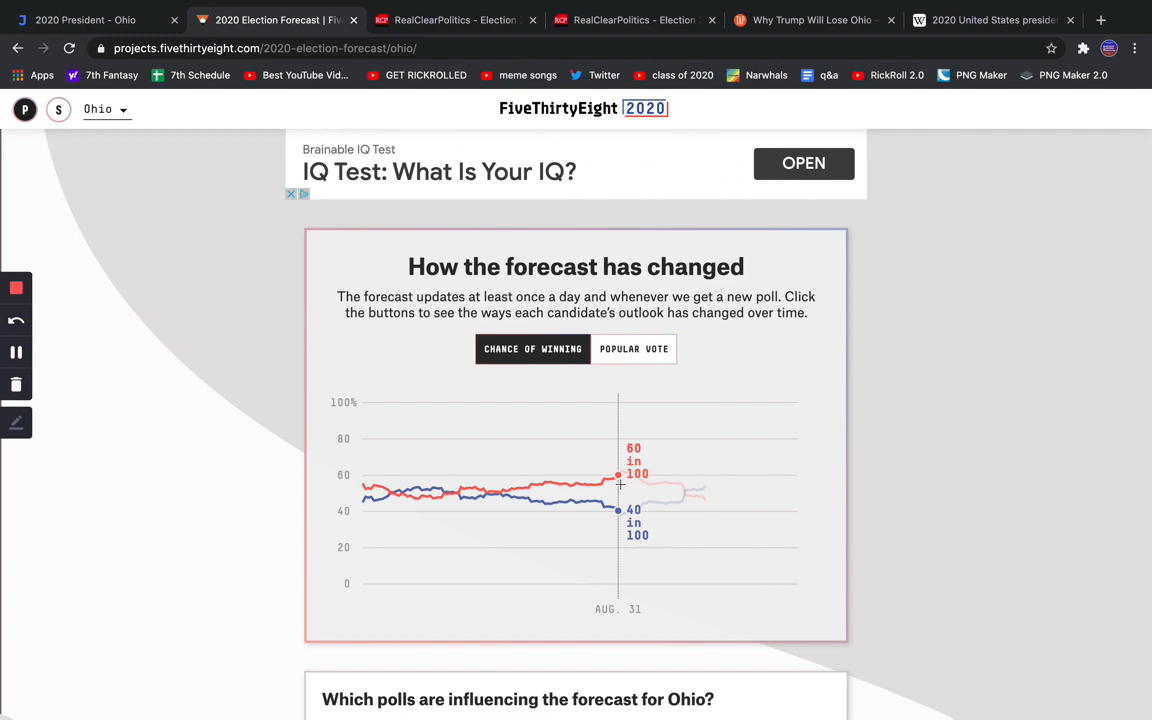 2020 President - Ohio
2020 Election Forecast | Fiv
RealClearPolitics - Election 2
RealClearPolitics - Election
Why Trump Will Lose Ohio -
2020 United States preside
projects.fivethirtyeight.com/2020-election-forecast/ohio/
Apps
7th Fantasy
7th Schedule
Best YouTube Vid...
GET RICKROLLED
meme songs
Twitter
class of 2020
Narwhals
q&a
RickRoll 2.0
PNG Maker
PNG Maker 2.0
P
S
Ohio
FiveThirtyEight 2020
Brainable IQ Test
IQ Test: What Is Your IQ?
OPEN
How the forecast has changed
The forecast updates at least once a day and whenever we get a new poll. Click
the buttons to see the ways each candidate's outlook has changed over time.
CHANCE OF WINNING
POPULAR VOTE
100%
80
60
40
20
0
60
in
100
40
in
100
AUG. 31
Which polls are influencing the forecast for Ohio?